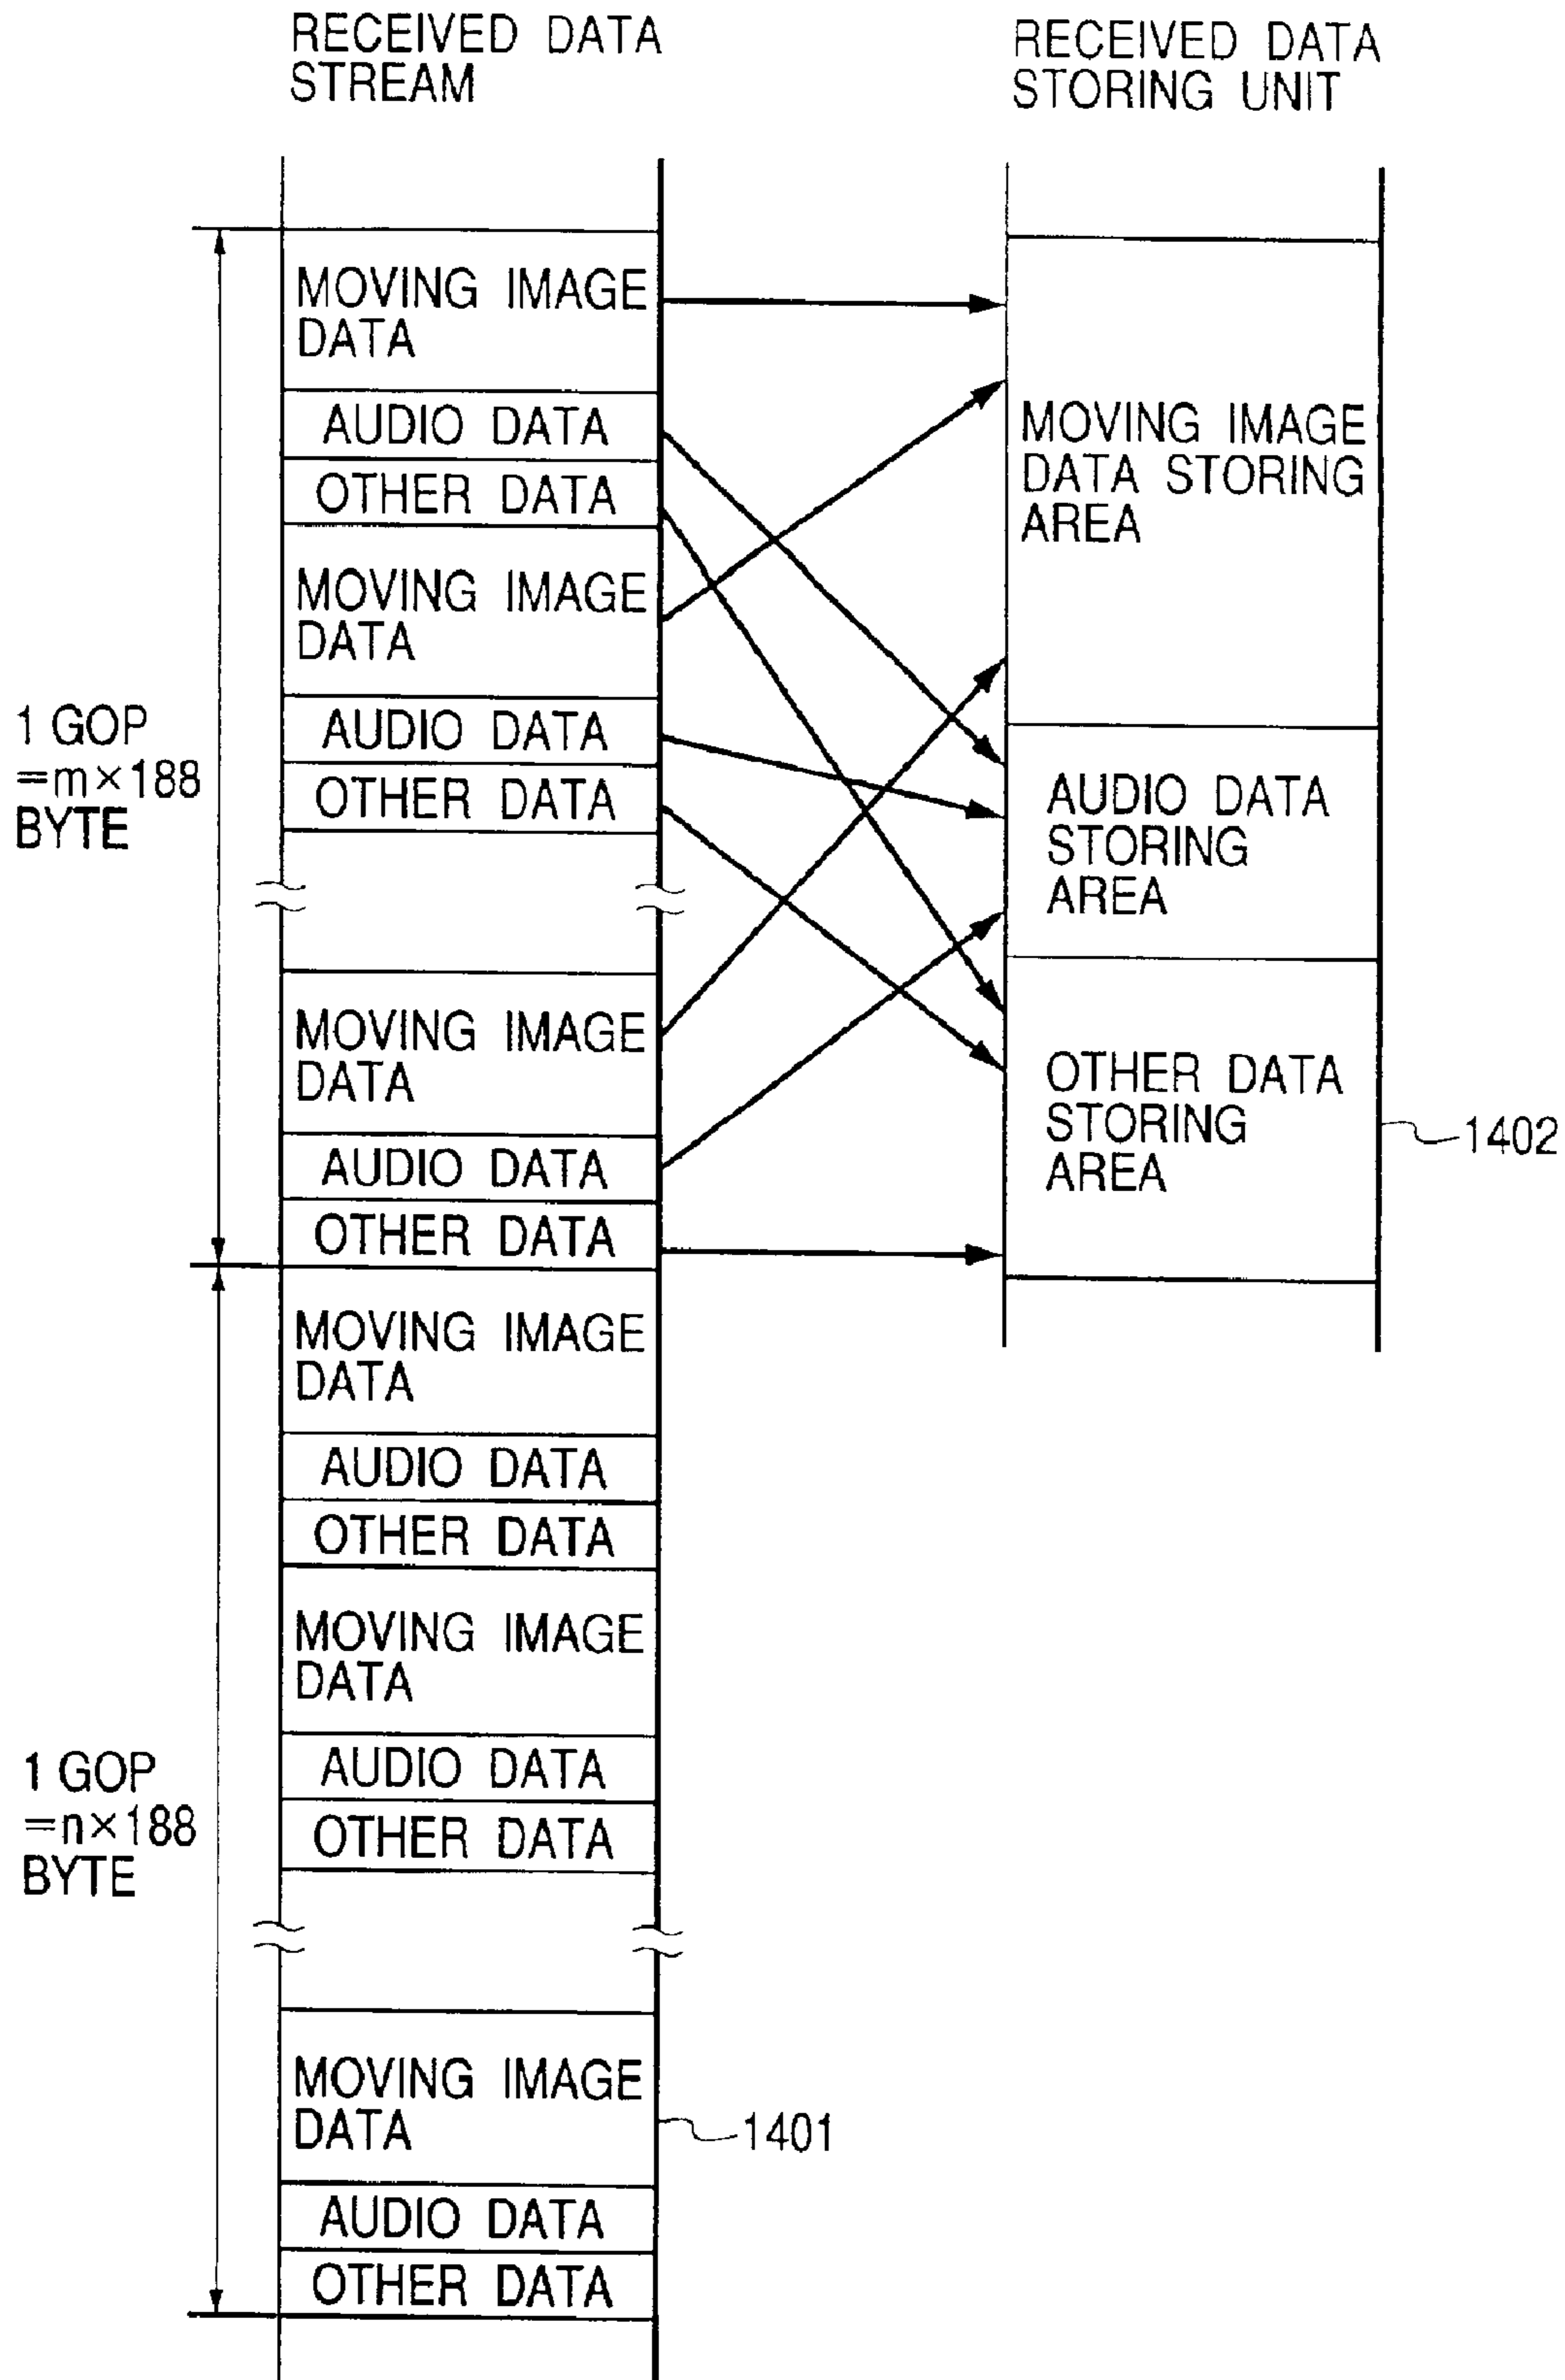 RECEIVED DATA
STREAM
RECEIVED DATA
STORING UNIT
MOVING IMAGE
DATA
AUDIO DATA
OTHER DATA
MOVING IMAGE
DATA
AUDIO DATA
OTHER DATA
1 GOP
=m×188
BYTE
MOVING IMAGE
DATA
AUDIO DATA
OTHER DATA
MOVING IMAGE
DATA STORING
AREA
AUDIO DATA
STORING
AREA
OTHER DATA
STORING
AREA
1402
MOVING IMAGE
DATA
AUDIO DATA
OTHER DATA
MOVING IMAGE
DATA
AUDIO DATA
OTHER DATA
1 GOP
=n×188
BYTE
MOVING IMAGE
DATA
1401
AUDIO DATA
OTHER DATA